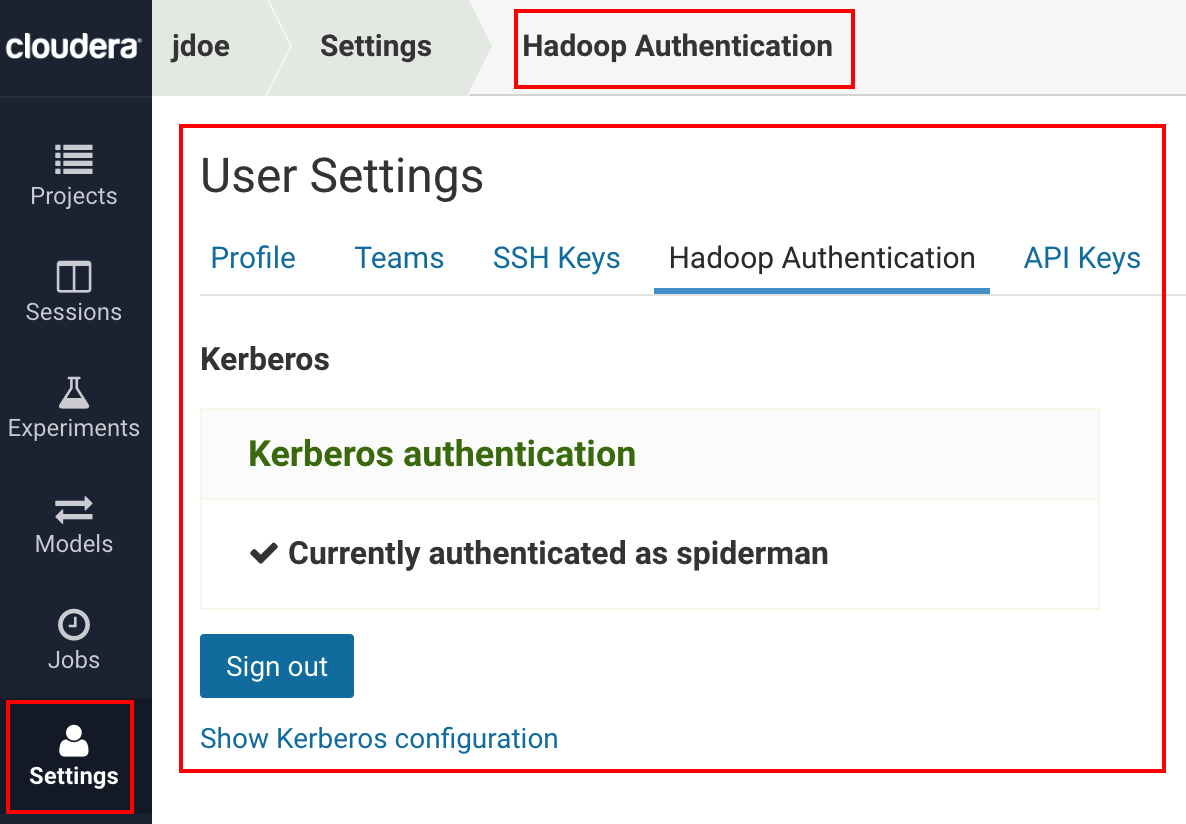 cloudera
jdoe
Settings
Hadoop Authentication
Projects
Sessions
Experiments
Models
Jobs
Settings
User Settings
Profile Teams SSH Keys Hadoop Authentication API Keys
Kerberos
Kerberos authentication
Currently authenticated as spiderman
Sign out
Show Kerberos configuration